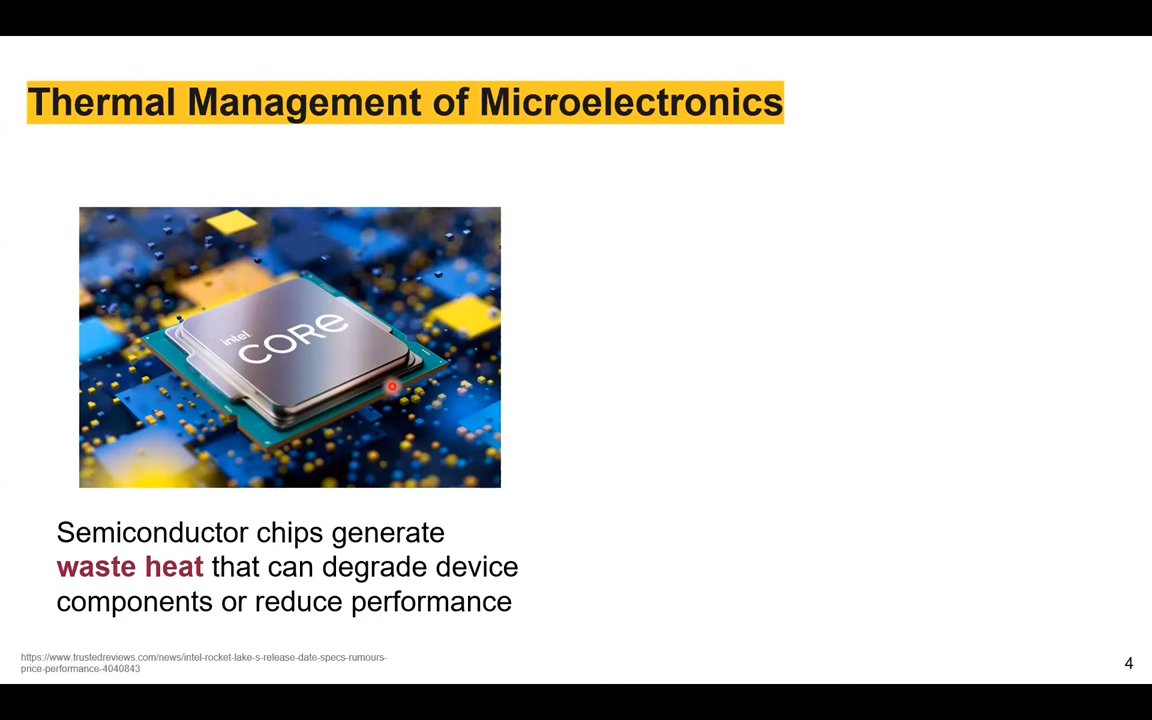 Thermal Management of Microelectronics
intel
CORE
Semiconductor chips generate
waste heat that can degrade device
components or reduce performance
https://www.trustedreviews.com/news/intel-rocket-lake-s-release-date-specs-rumours-
price-performance-4040843
4